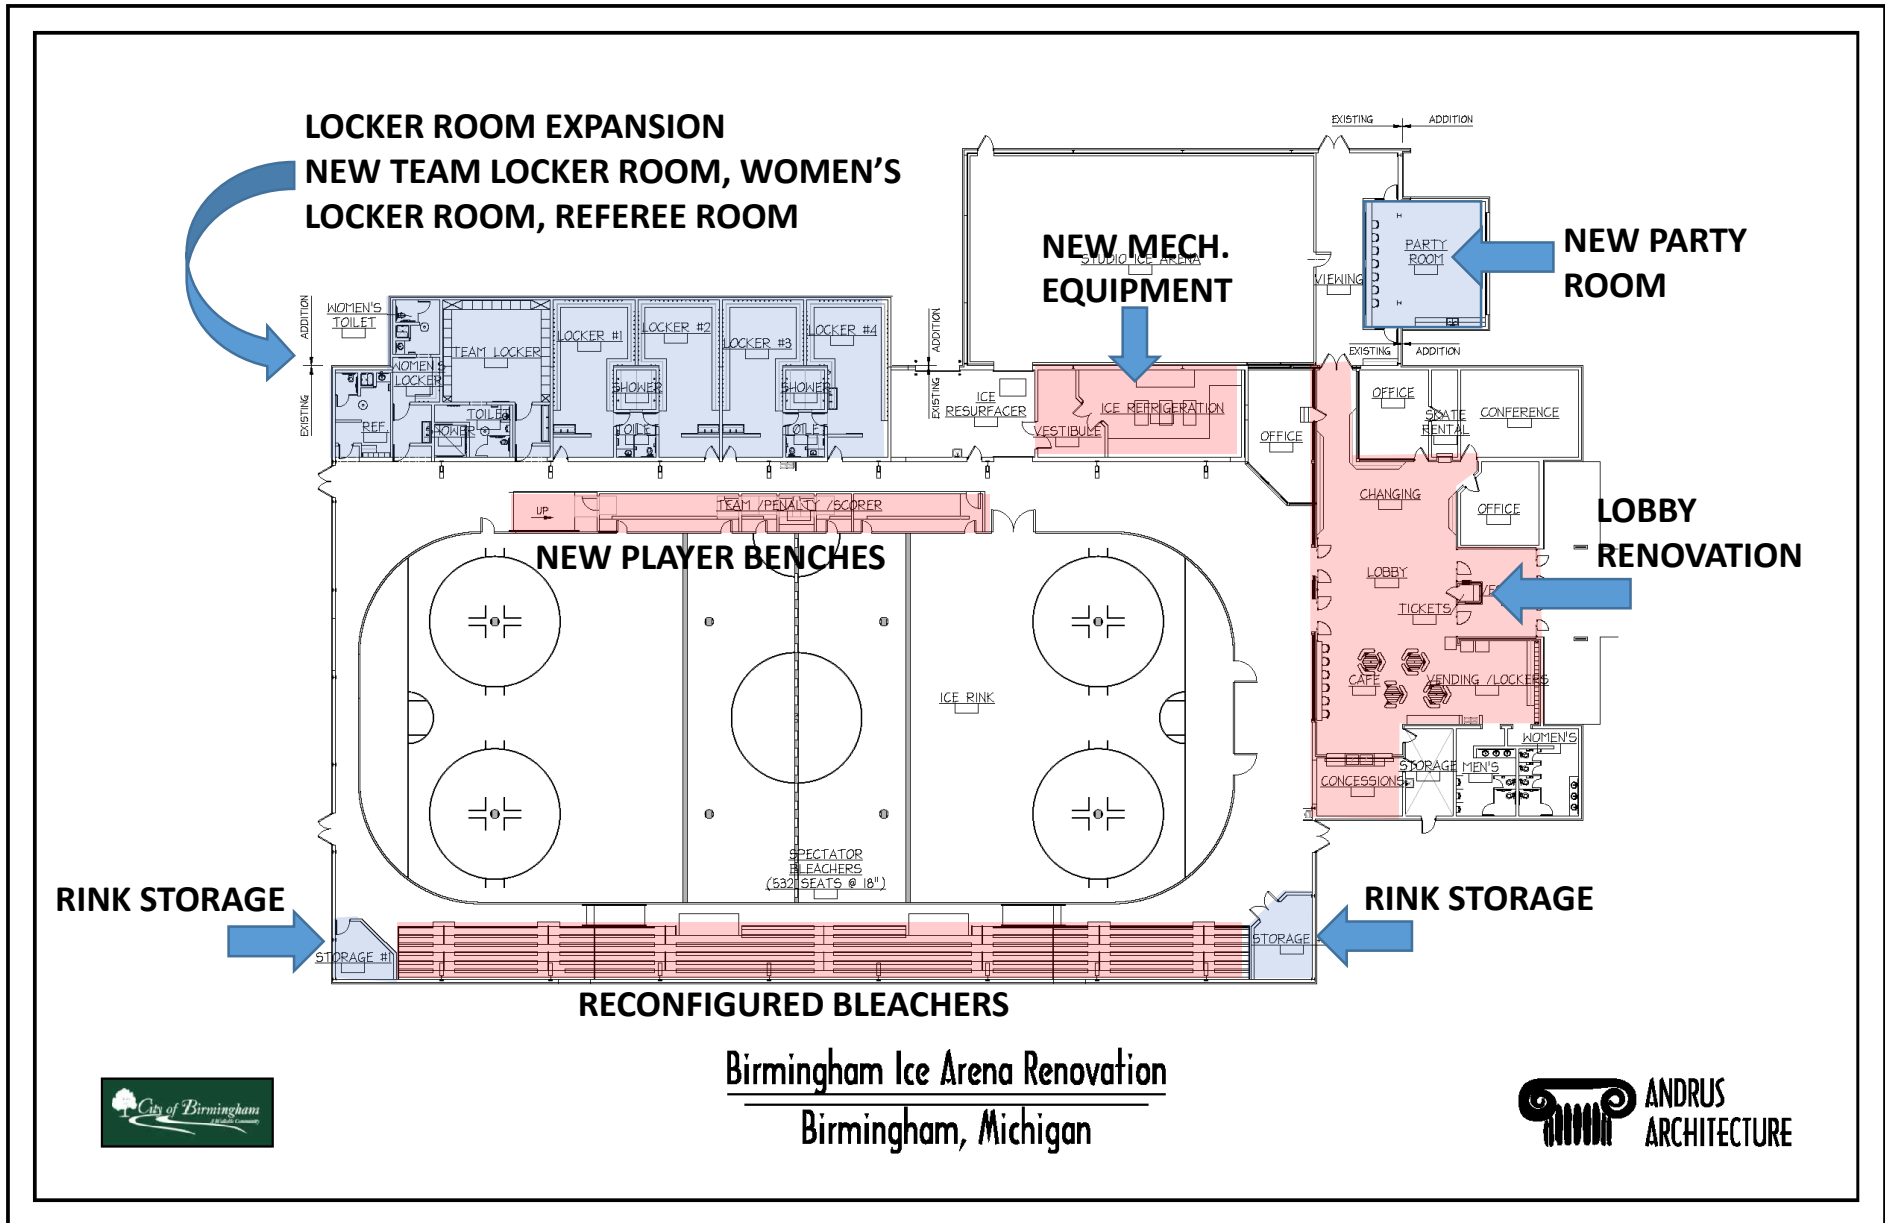 LOCKER ROOM EXPANSION
NEW TEAM LOCKER ROOM, WOMEN'S
LOCKER ROOM, REFEREE ROOM
EXISTING
ADDITION
NEW MECH.
EQUIPMENT
STUDIO ICE ARENA
VIEWING
PARTY
ROOM
NEW PARTY
ROOM
EXISTING
ADDITION
ADDITION
EXISTING
WOMEN'S
TOILET
TEAM LOCKER
WOMEN'S
LOCKER
LOCKER #1
LOCKER #2
LOCKER #3
LOCKER #4
SHOWER
SHOWER
REF.
TOILET
SHOWER
TOILET
TOILET
ADDITION
EXISTING
ICE
RESURFACER
VESTIBULE
ICE REFRIGERATION
OFFICE
OFFICE
SKATE
RENTAL
CONFERENCE
CHANGING
OFFICE
LOBBY
RENOVATION
UP
TEAM /PENALTY /SCORER
NEW PLAYER BENCHES
LOBBY
TICKETS
ICE RINK
CAFE
VENDING /LOCKERS
CONCESSIONS
STORAGE
MEN'S
WOMEN'S
SPECTATOR
BLEACHERS
(532 SEATS @ 18")
RINK STORAGE
STORAGE #1
STORAGE
RINK STORAGE
RECONFIGURED BLEACHERS
Birmingham Ice Arena Renovation
Birmingham, Michigan
City of Birmingham
A Walkable Community
ANDRUS
ARCHITECTURE